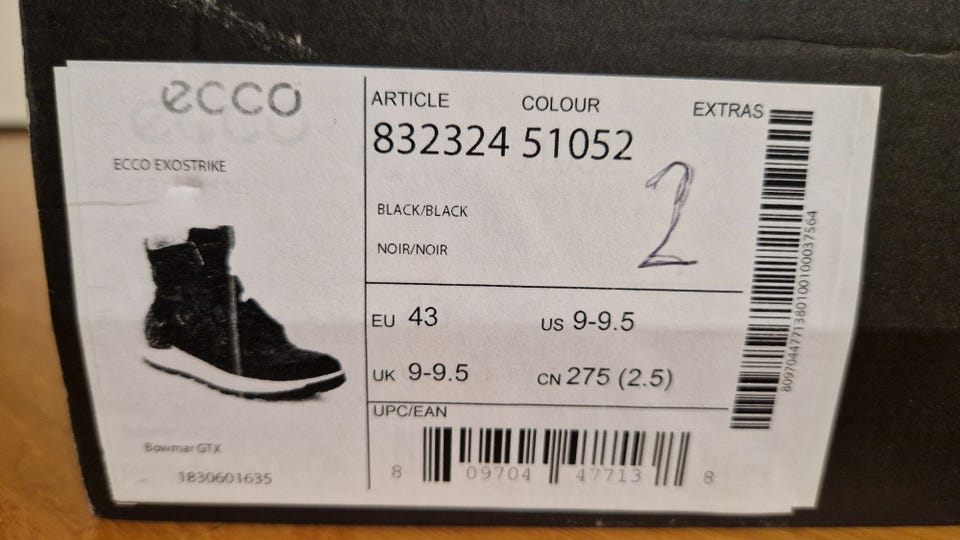 ecco
ECCO EXOSTRIKE
Bowmar GTX
1830601635
ARTICLE COLOUR EXTRAS
832324 51052
2
BLACK/BLACK
NOIR/NOIR
EU 43 US 9-9.5
UK 9-9.5 CN 275 (2.5)
UPC/EAN
8 09704 47713 8
8097044771380100100037564